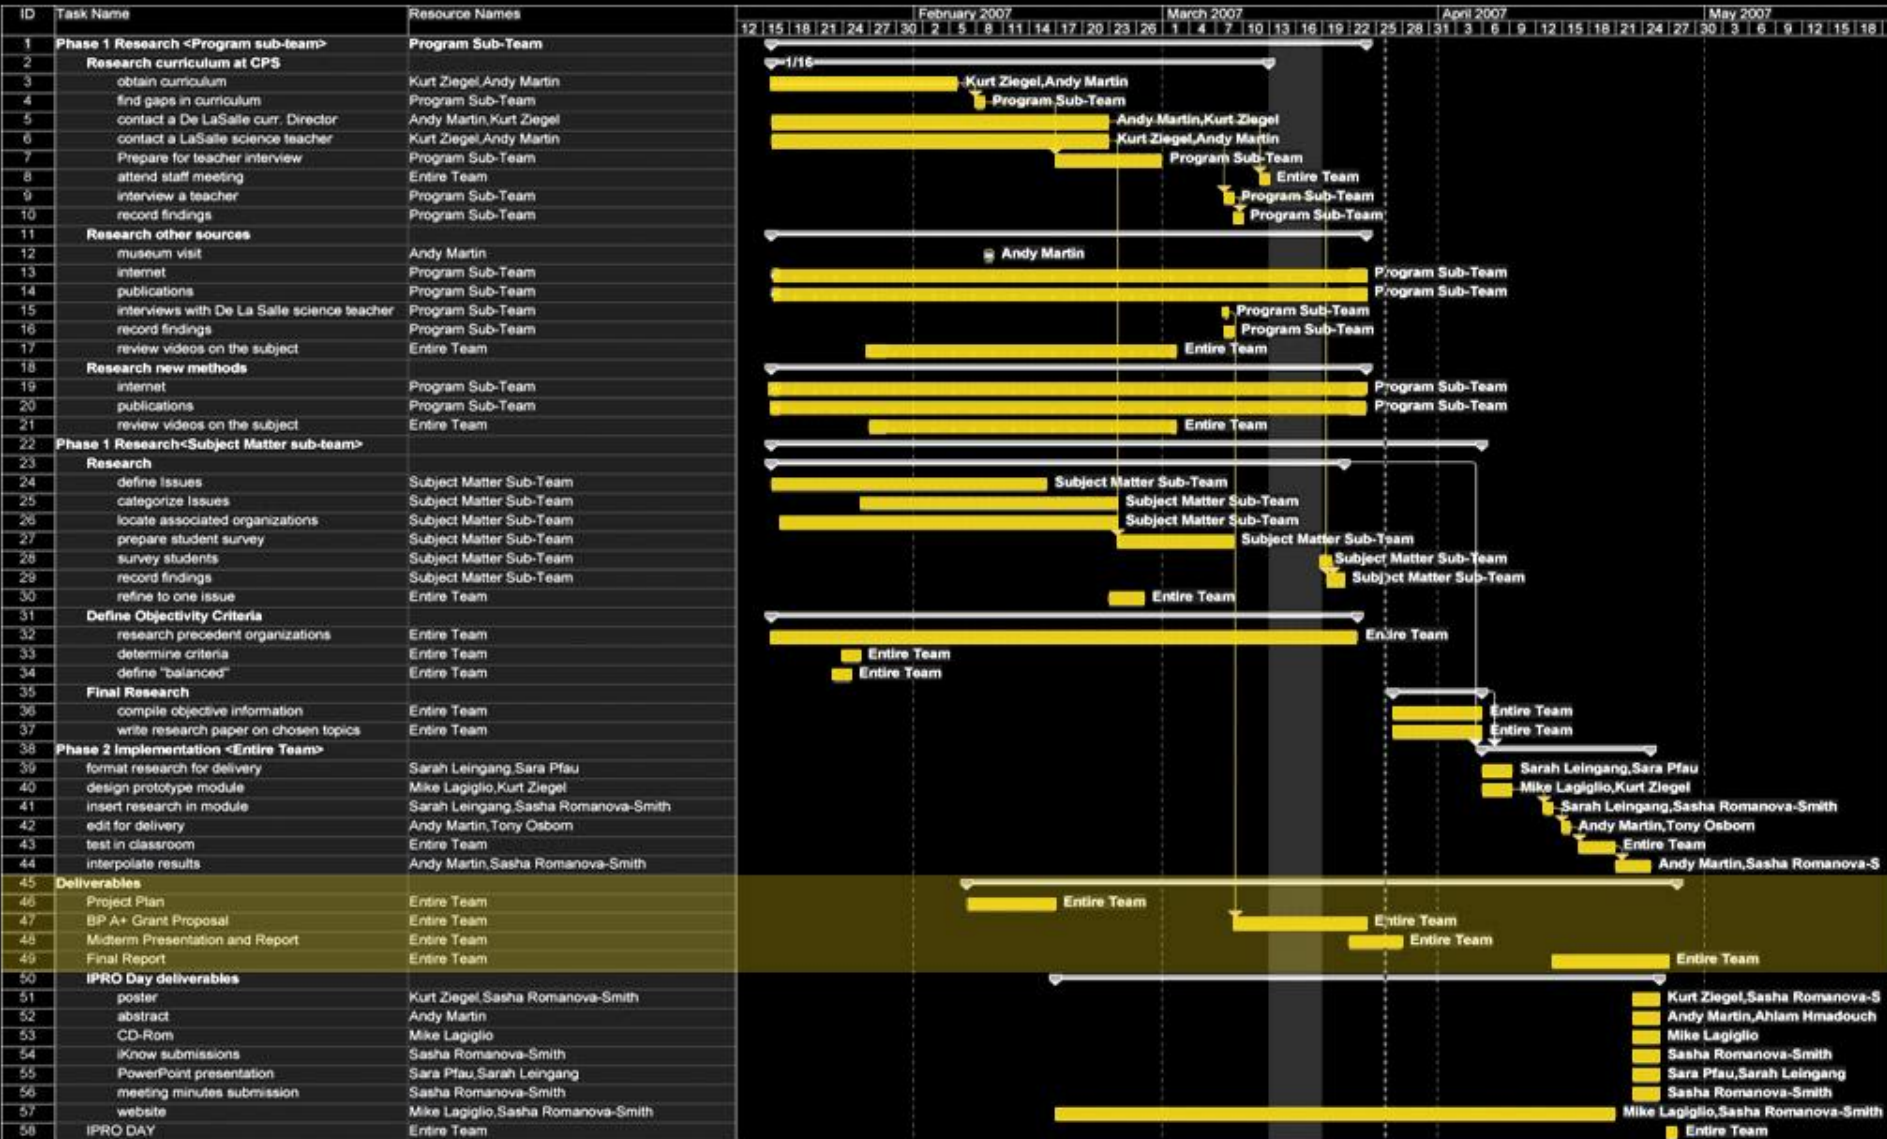 ID Task Name Resource Names February 2007 March 2007 April 2007 May 2007
12 15 18 21 24 27 30 2 5 8 11 14 17 20 23 26 1 4 7 10 13 16 19 22 25 28 31 3 6 9 12 15 18 21 24 27 30 3 6 9 12 15 18
1 Phase 1 Research <Program sub-team> Program Sub-Team
2 Research curriculum at CPS 1/16
3 obtain curriculum Kurt Ziegel,Andy Martin Kurt Ziegel,Andy Martin
4 find gaps in curriculum Program Sub-Team Program Sub-Team
5 contact a De LaSalle curr. Director Andy Martin,Kurt Ziegel Andy Martin,Kurt Ziegel
6 contact a LaSalle science teacher Kurt Ziegel,Andy Martin Kurt Ziegel,Andy Martin
7 Prepare for teacher interview Program Sub-Team Program Sub-Team
8 attend staff meeting Entire Team Entire Team
9 interview a teacher Program Sub-Team Program Sub-Team
10 record findings Program Sub-Team Program Sub-Team
11 Research other sources
12 museum visit Andy Martin Andy Martin
13 internet Program Sub-Team Program Sub-Team
14 publications Program Sub-Team Program Sub-Team
15 interviews with De La Salle science teacher Program Sub-Team Program Sub-Team
16 record findings Program Sub-Team Program Sub-Team
17 review videos on the subject Entire Team Entire Team
18 Research new methods
19 internet Program Sub-Team Program Sub-Team
20 publications Program Sub-Team Program Sub-Team
21 review videos on the subject Entire Team Entire Team
22 Phase 1 Research<Subject Matter sub-team>
23 Research
24 define Issues Subject Matter Sub-Team Subject Matter Sub-Team
25 categorize Issues Subject Matter Sub-Team Subject Matter Sub-Team
26 locate associated organizations Subject Matter Sub-Team Subject Matter Sub-Team
27 prepare student survey Subject Matter Sub-Team Subject Matter Sub-Team
28 survey students Subject Matter Sub-Team Subject Matter Sub-Team
29 record findings Subject Matter Sub-Team Subject Matter Sub-Team
30 refine to one issue Entire Team Entire Team
31 Define Objectivity Criteria
32 research precedent organizations Entire Team Entire Team
33 determine criteria Entire Team Entire Team
34 define "balanced" Entire Team Entire Team
35 Final Research
36 compile objective information Entire Team Entire Team
37 write research paper on chosen topics Entire Team Entire Team
38 Phase 2 Implementation <Entire Team>
39 format research for delivery Sarah Leingang,Sara Pfau Sarah Leingang,Sara Pfau
40 design prototype module Mike Lagiglio,Kurt Ziegel Mike Lagiglio,Kurt Ziegel
41 insert research in module Sarah Leingang,Sasha Romanova-Smith Sarah Leingang,Sasha Romanova-Smith
42 edit for delivery Andy Martin,Tony Osborn Andy Martin,Tony Osborn
43 test in classroom Entire Team Entire Team
44 interpolate results Andy Martin,Sasha Romanova-Smith Andy Martin,Sasha Romanova-S
45 Deliverables
46 Project Plan Entire Team Entire Team
47 BP A+ Grant Proposal Entire Team Entire Team
48 Midterm Presentation and Report Entire Team Entire Team
49 Final Report Entire Team Entire Team
50 IPRO Day deliverables
51 poster Kurt Ziegel,Sasha Romanova-Smith Kurt Ziegel,Sasha Romanova-S
52 abstract Andy Martin Andy Martin,Ahlam Hmadouch
53 CD-Rom Mike Lagiglio Mike Lagiglio
54 iKnow submissions Sasha Romanova-Smith Sasha Romanova-Smith
55 PowerPoint presentation Sara Pfau,Sarah Leingang Sara Pfau,Sarah Leingang
56 meeting minutes submission Sasha Romanova-Smith Sasha Romanova-Smith
57 website Mike Lagiglio,Sasha Romanova-Smith Mike Lagiglio,Sasha Romanova-Smith
58 IPRO DAY Entire Team Entire Team